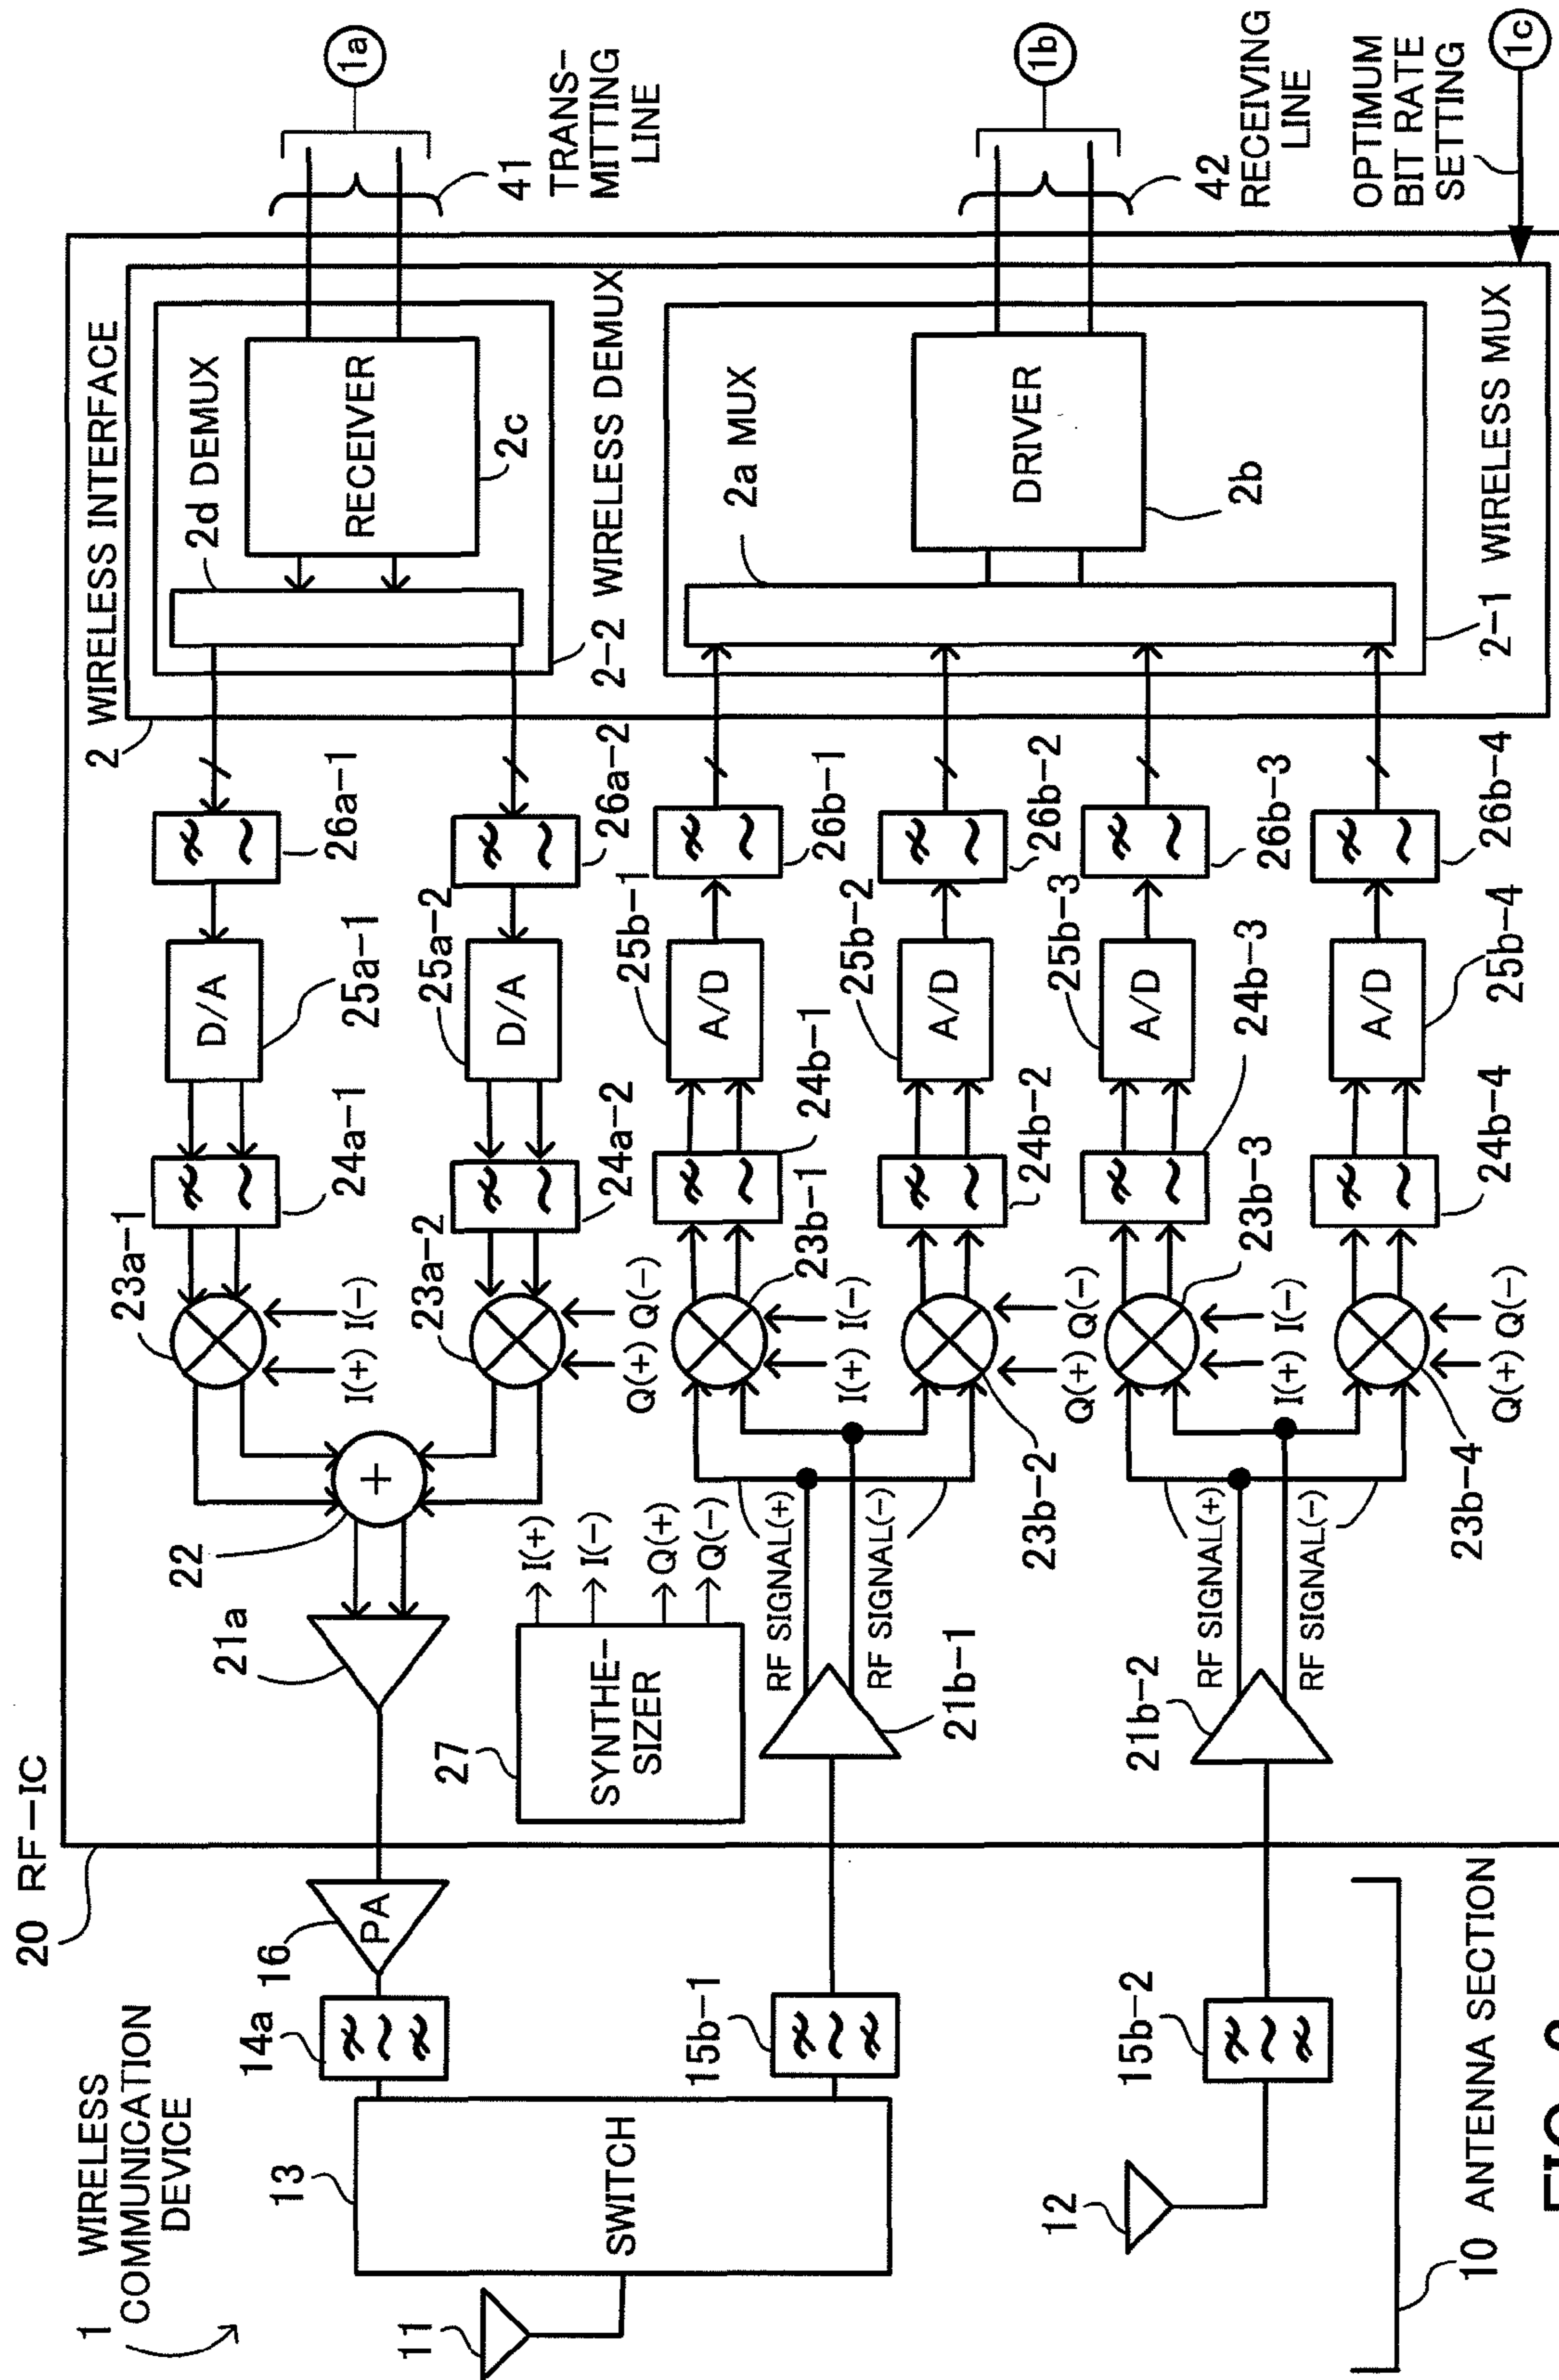 1 WIRELESS
COMMUNICATION
DEVICE
20 RF-IC
11
13
SWITCH
14a
16
PA
15b-1
12
15b-2
10 ANTENNA SECTION
21a
22
27
SYNTHE-
SIZER
I(+)
I(-)
Q(+)
Q(-)
RF SIGNAL(+)
RF SIGNAL(-)
21b-1
RF SIGNAL(+)
RF SIGNAL(-)
21b-2
23a-1
I(+) I(-)
23a-2
Q(+) Q(-)
23b-1
I(+) I(-)
23b-2
Q(+) Q(-)
23b-3
I(+) I(-)
23b-4
Q(+) Q(-)
24a-1
24a-2
24b-1
24b-2
24b-3
24b-4
D/A
25a-1
D/A
25a-2
A/D
25b-1
A/D
25b-2
A/D
25b-3
A/D
25b-4
26a-1
26a-2
26b-1
26b-2
26b-3
26b-4
2 WIRELESS INTERFACE
2d DEMUX
RECEIVER
2c
2-2 WIRELESS DEMUX
2a MUX
DRIVER
2b
2-1 WIRELESS MUX
41
TRANS-
MITTING
LINE
1a
42
RECEIVING
LINE
1b
OPTIMUM
BIT RATE
SETTING
1c